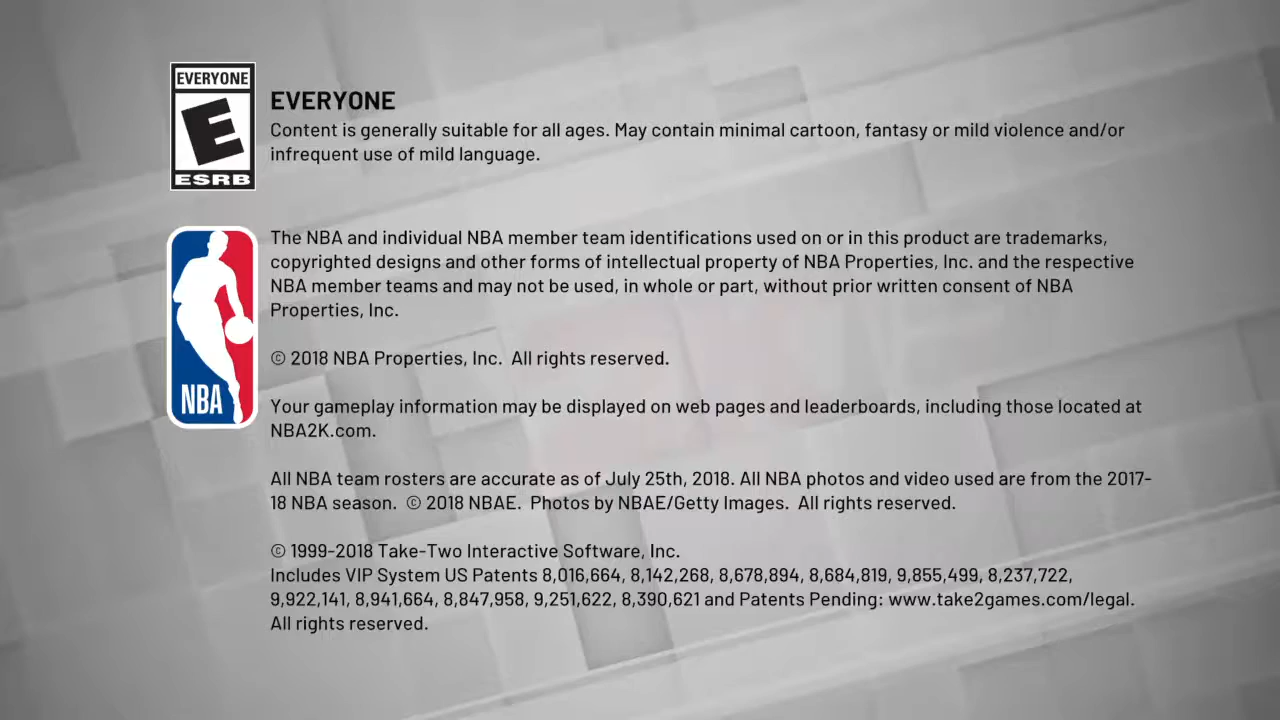 EVERYONE
E
ESRB
EVERYONE
Content is generally suitable for all ages. May contain minimal cartoon, fantasy or mild violence and/or
infrequent use of mild language.
NBA
The NBA and individual NBA member team identifications used on or in this product are trademarks,
copyrighted designs and other forms of intellectual property of NBA Properties, Inc. and the respective
NBA member teams and may not be used, in whole or part, without prior written consent of NBA
Properties, Inc.
© 2018 NBA Properties, Inc.  All rights reserved.
Your gameplay information may be displayed on web pages and leaderboards, including those located at
NBA2K.com.
All NBA team rosters are accurate as of July 25th, 2018. All NBA photos and video used are from the 2017-
18 NBA season.  © 2018 NBAE.  Photos by NBAE/Getty Images.  All rights reserved.
© 1999-2018 Take-Two Interactive Software, Inc.
Includes VIP System US Patents 8,016,664, 8,142,268, 8,678,894, 8,684,819, 9,855,499, 8,237,722,
9,922,141, 8,941,664, 8,847,958, 9,251,622, 8,390,621 and Patents Pending: www.take2games.com/legal.
All rights reserved.